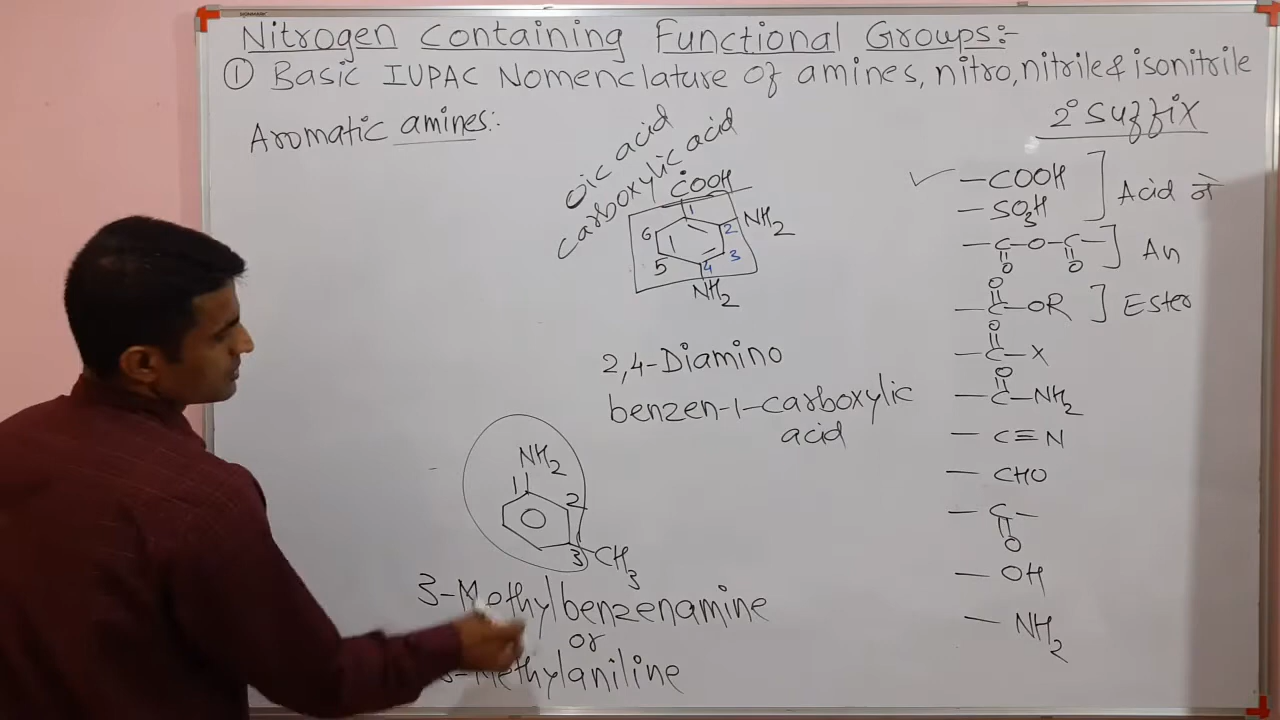 Nitrogen Containing Functional Groups:-
① Basic IUPAC Nomenclature of amines, nitro, nitrile & isonitrile
Aromatic amines:
oic acid
carboxylic acid
COOH
1
NH2
2
3
4
5
6
NH2
2,4-Diamino
benzen-1-carboxylic
acid
NH2
1
2
3
CH3
3-Methylbenzenamine
or
3-Methylaniline
2° Suffix
-COOH
-SO3H
] Acid ने
-C-O-C-
O O
] An
O
-C-OR
] Ester
O
-C-X
O
-C-NH2
-C≡N
-CHO
-C-
O
-OH
-NH2